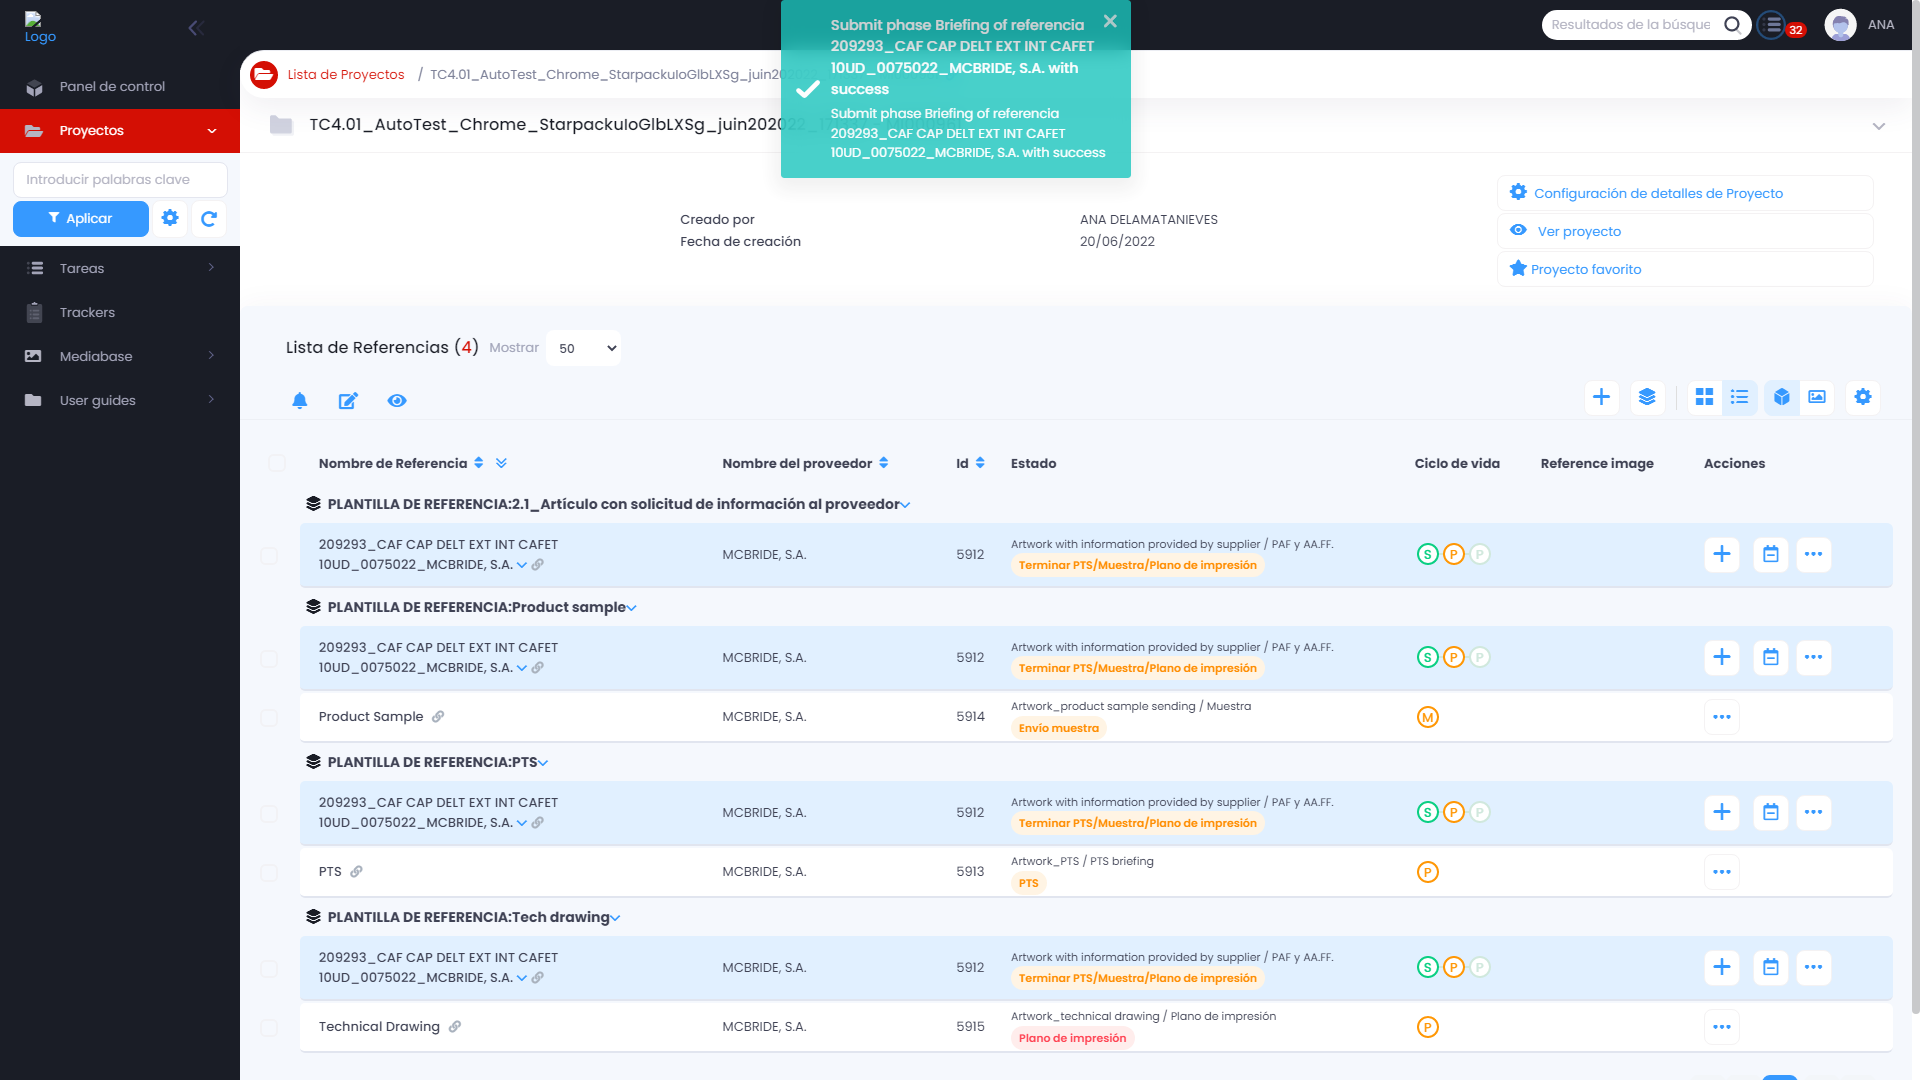 Logo
Panel de control
Proyectos
Introducir palabras clave
Aplicar
Tareas
Trackers
Mediabase
User guides
Submit phase Briefing of referencia
209293_CAF CAP DELT EXT INT CAFET
10UD_0075022_MCBRIDE, S.A. with
success
Submit phase Briefing of referencia
209293_CAF CAP DELT EXT INT CAFET
10UD_0075022_MCBRIDE, S.A. with success
Resultados de la búsque
32
ANA
Lista de Proyectos / TC4.01_AutoTest_Chrome_StarpackuIoGlbLXSg_juin202022
TC4.01_AutoTest_Chrome_StarpackuIoGlbLXSg_juin202022
Creado por ANA DELAMATANIEVES
Fecha de creación 20/06/2022
Configuración de detalles de Proyecto
Ver proyecto
Proyecto favorito
Lista de Referencias (4) Mostrar 50
Nombre de Referencia Nombre del proveedor Id Estado Ciclo de vida Reference image Acciones
PLANTILLA DE REFERENCIA:2.1_Artículo con solicitud de información al proveedor
209293_CAF CAP DELT EXT INT CAFET
10UD_0075022_MCBRIDE, S.A.
MCBRIDE, S.A. 5912
Artwork with information provided by supplier / PAF y AA.FF.
Terminar PTS/Muestra/Plano de impresión
S P P
PLANTILLA DE REFERENCIA:Product sample
209293_CAF CAP DELT EXT INT CAFET
10UD_0075022_MCBRIDE, S.A.
MCBRIDE, S.A. 5912
Artwork with information provided by supplier / PAF y AA.FF.
Terminar PTS/Muestra/Plano de impresión
S P P
Product Sample MCBRIDE, S.A. 5914
Artwork_product sample sending / Muestra
Envío muestra
M
PLANTILLA DE REFERENCIA:PTS
209293_CAF CAP DELT EXT INT CAFET
10UD_0075022_MCBRIDE, S.A.
MCBRIDE, S.A. 5912
Artwork with information provided by supplier / PAF y AA.FF.
Terminar PTS/Muestra/Plano de impresión
S P P
PTS MCBRIDE, S.A. 5913
Artwork_PTS / PTS briefing
PTS
P
PLANTILLA DE REFERENCIA:Tech drawing
209293_CAF CAP DELT EXT INT CAFET
10UD_0075022_MCBRIDE, S.A.
MCBRIDE, S.A. 5912
Artwork with information provided by supplier / PAF y AA.FF.
Terminar PTS/Muestra/Plano de impresión
S P P
Technical Drawing MCBRIDE, S.A. 5915
Artwork_technical drawing / Plano de impresión
Plano de impresión
P